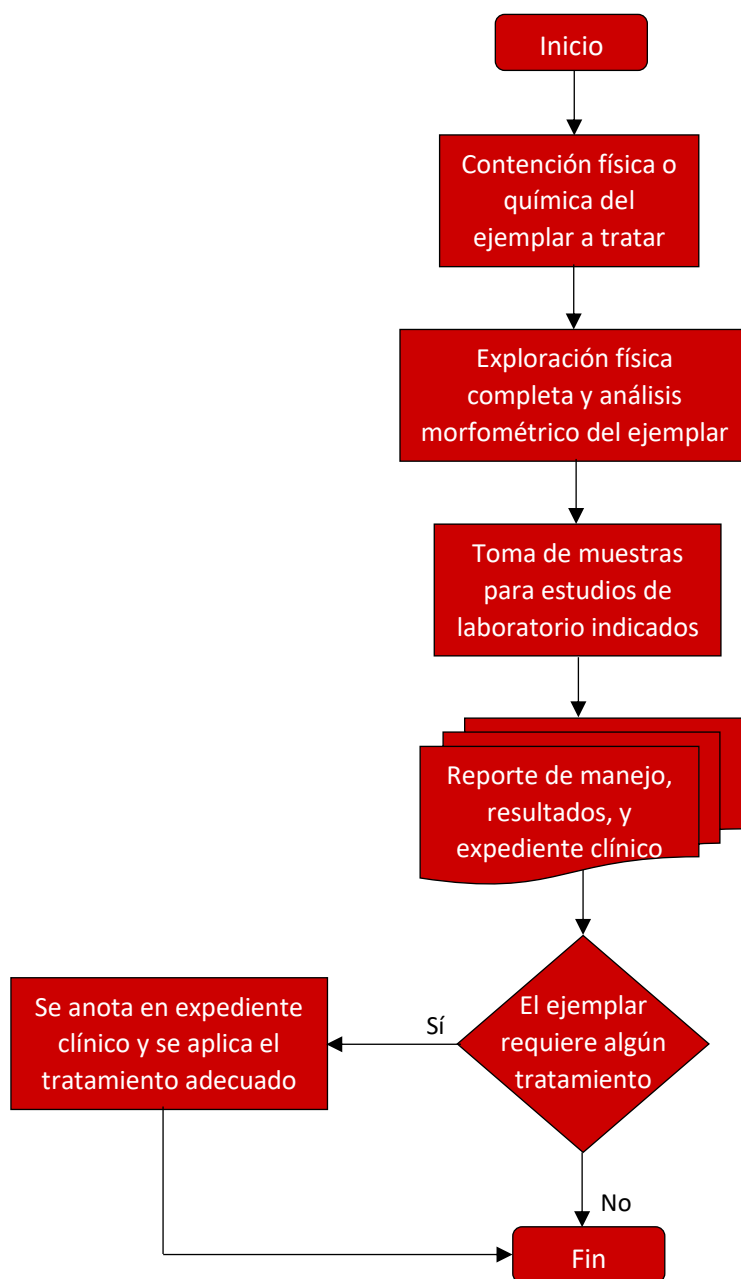 Inicio
Contención física o
química del
ejemplar a tratar
Exploración física
completa y análisis
morfométrico del ejemplar
Toma de muestras
para estudios de
laboratorio indicados
Reporte de manejo,
resultados, y
expediente clínico
El ejemplar
requiere algún
tratamiento
Sí
Se anota en expediente
clínico y se aplica el
tratamiento adecuado
No
Fin